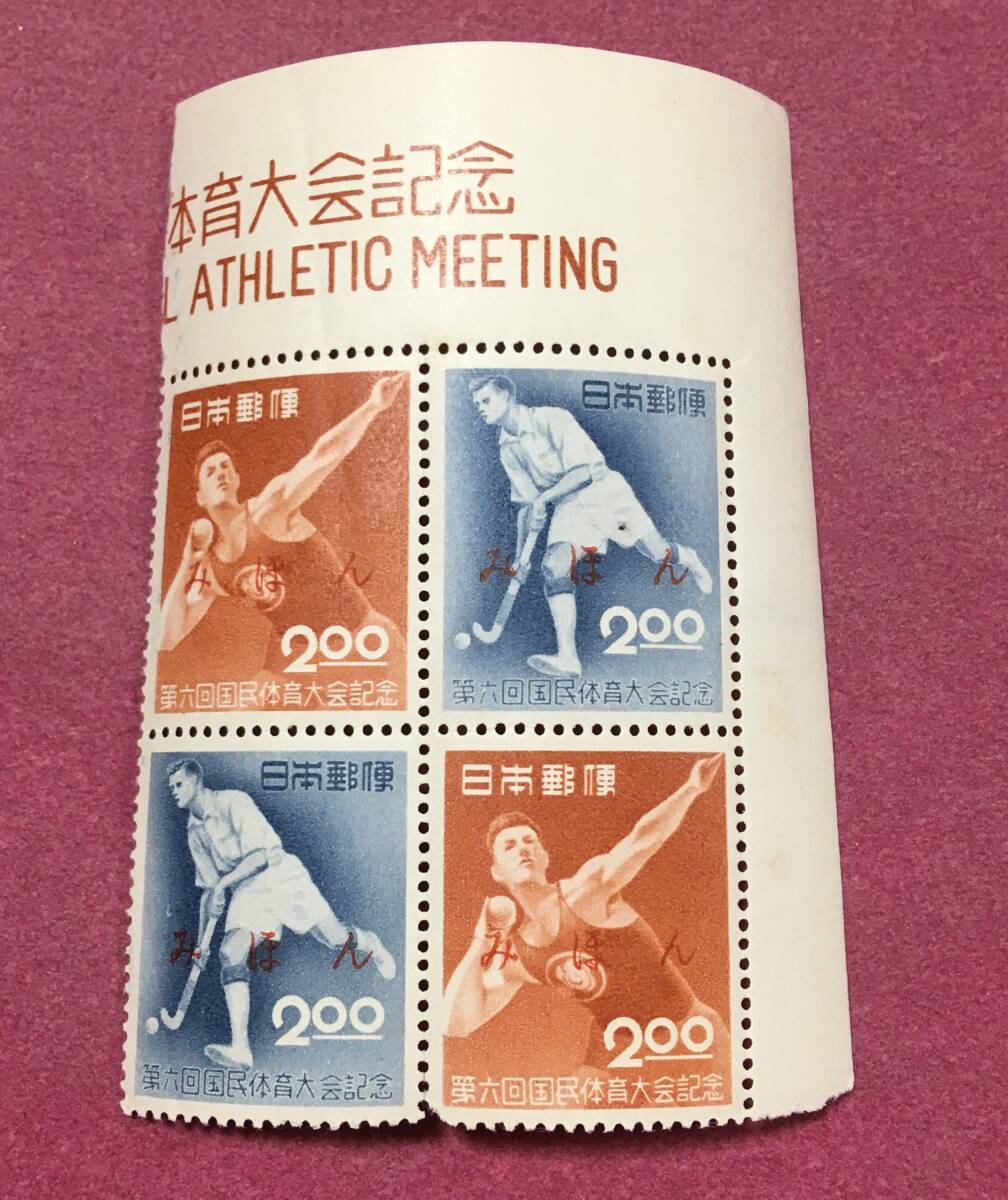 体育大会記念
L ATHLETIC MEETING
日本郵便
みほん
2.00
第六回国民体育大会記念
日本郵便
みほん
2.00
第六回国民体育大会記念
日本郵便
みほん
2.00
第六回国民体育大会記念
日本郵便
みほん
2.00
第六回国民体育大会記念